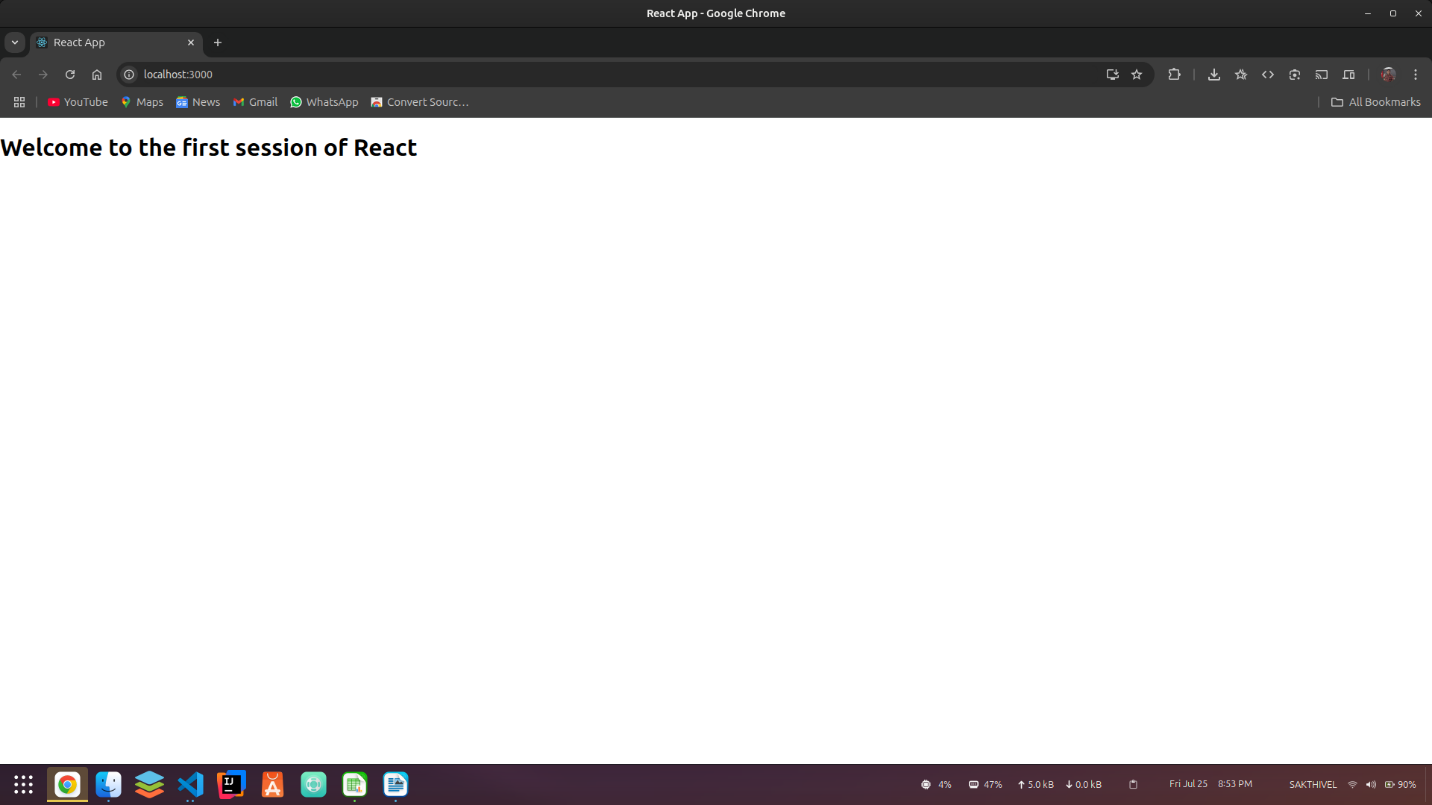 React App - Google Chrome
React App
localhost:3000
YouTube
Maps
News
Gmail
WhatsApp
Convert Sourc…
All Bookmarks
Welcome to the first session of React
4%
47%
5.0 kB
0.0 kB
Fri Jul 25
8:53 PM
SAKTHIVEL
90%